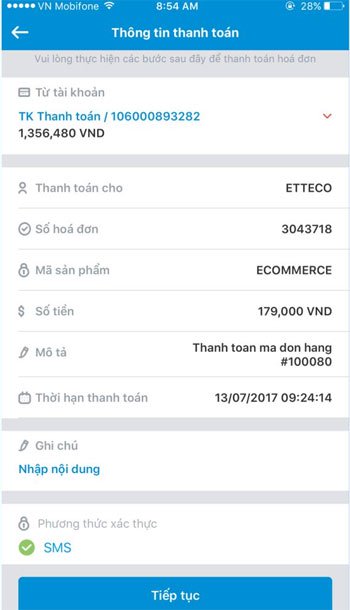 VN Mobifone 8:54 AM 28%
Thông tin thanh toán
Vui lòng thực hiện các bước sau đây để thanh toán hoá đơn
Từ tài khoản
TK Thanh toán / 106000893282
1,356,480 VND
Thanh toán cho ETTECO
Số hoá đơn 3043718
Mã sản phẩm ECOMMERCE
$ Số tiền 179,000 VND
Mô tả Thanh toan ma don hang
#100080
Thời hạn thanh toán 13/07/2017 09:24:14
Ghi chú
Nhập nội dung
Phương thức xác thực
SMS
Tiếp tục